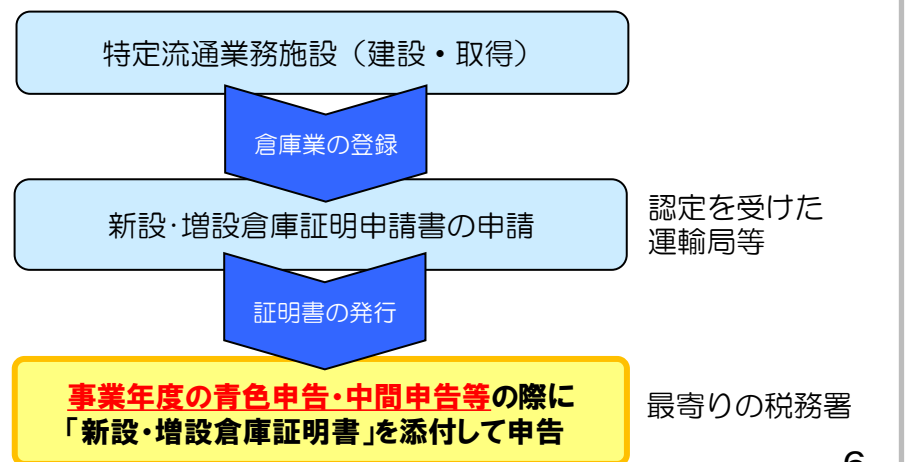 特定流通業務施設（建設・取得）
倉庫業の登録
新設・増設倉庫証明申請書の申請
認定を受けた
運輸局等
証明書の発行
事業年度の青色申告・中間申告等の際に
「新設・増設倉庫証明書」を添付して申告
最寄りの税務署
6